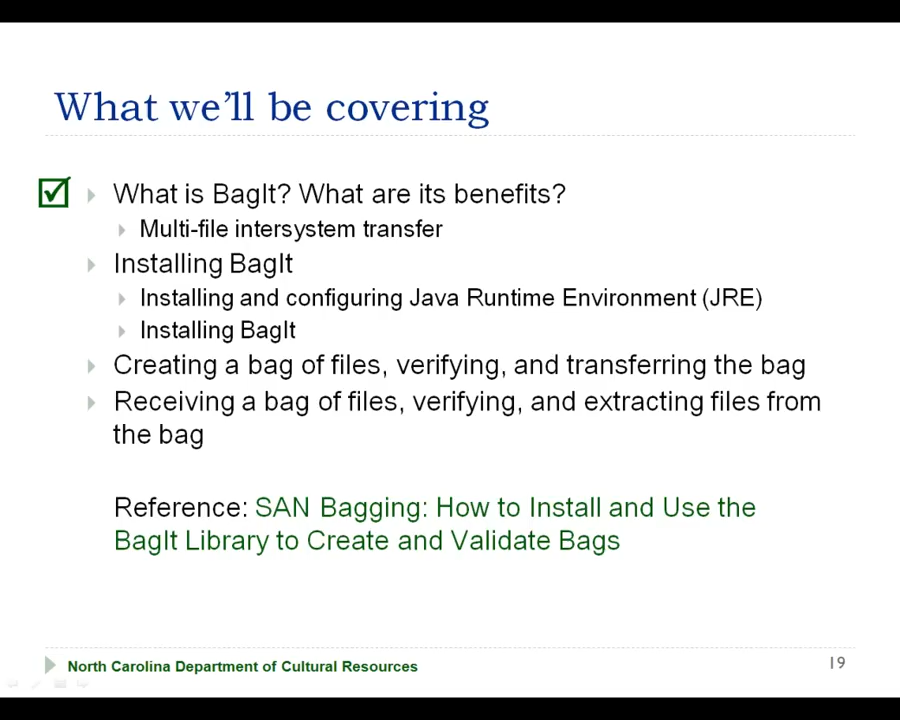 What we'll be covering
What is BagIt? What are its benefits?
Multi-file intersystem transfer
Installing BagIt
Installing and configuring Java Runtime Environment (JRE)
Installing BagIt
Creating a bag of files, verifying, and transferring the bag
Receiving a bag of files, verifying, and extracting files from
the bag
Reference: SAN Bagging: How to Install and Use the
BagIt Library to Create and Validate Bags
North Carolina Department of Cultural Resources
19